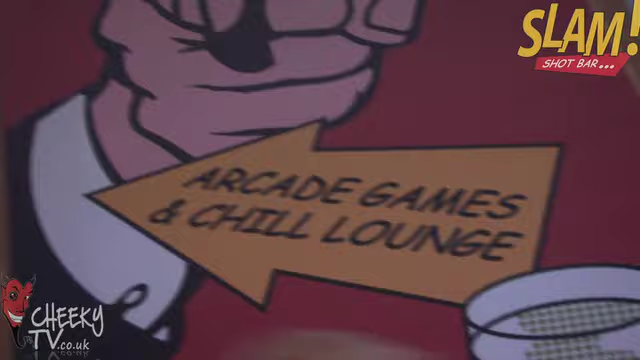 SLAM!
SHOT BAR...
ARCADE GAMES
& CHILL LOUNGE
CHEEKY
TV.co.uk